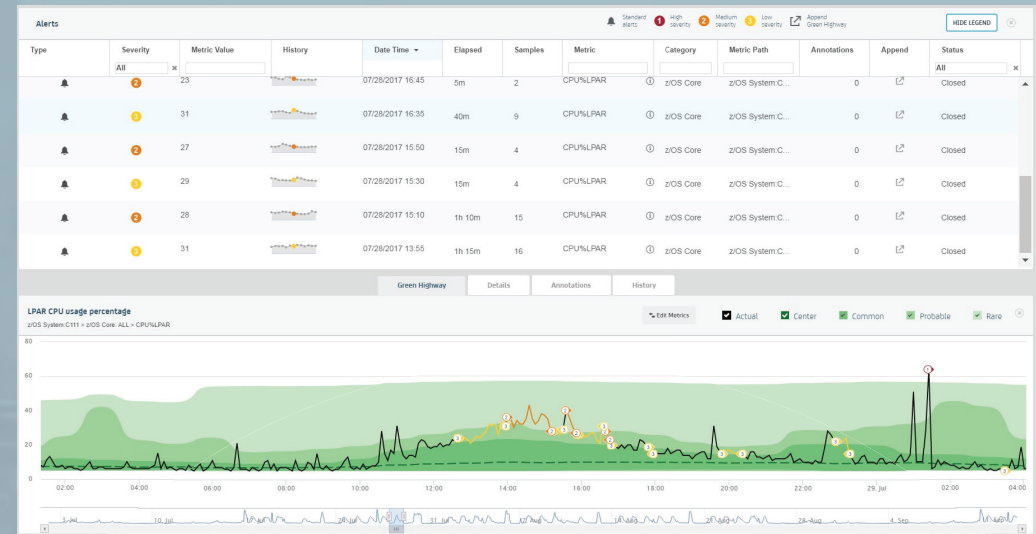 Alerts
Standard alerts
1 High severity
2 Medium severity
3 Low severity
Append Green Highway
HIDE LEGEND
Type Severity Metric Value History Date Time Elapsed Samples Metric Category Metric Path Annotations Append Status
All x All x
2 23 07/28/2017 16:45 5m 2 CPU%LPAR z/OS Core z/OS System:C... 0 Closed
3 31 07/28/2017 16:35 40m 9 CPU%LPAR z/OS Core z/OS System:C... 0 Closed
2 27 07/28/2017 15:50 15m 4 CPU%LPAR z/OS Core z/OS System:C... 0 Closed
3 29 07/28/2017 15:30 15m 4 CPU%LPAR z/OS Core z/OS System:C... 0 Closed
2 28 07/28/2017 15:10 1h 10m 15 CPU%LPAR z/OS Core z/OS System:C... 0 Closed
3 31 07/28/2017 13:55 1h 15m 16 CPU%LPAR z/OS Core z/OS System:C... 0 Closed
Green Highway Details Annotations History
LPAR CPU usage percentage
z/OS System:C111 > z/OS Core: ALL > CPU%LPAR
Edit Metrics Actual Center Common Probable Rare
80
60
40
20
0
02:00 04:00 06:00 08:00 10:00 12:00 14:00 16:00 18:00 20:00 22:00 29. Jul 02:00 04:00
3. Jul 10. Jul 31. Jul 28. Aug 4. Sep